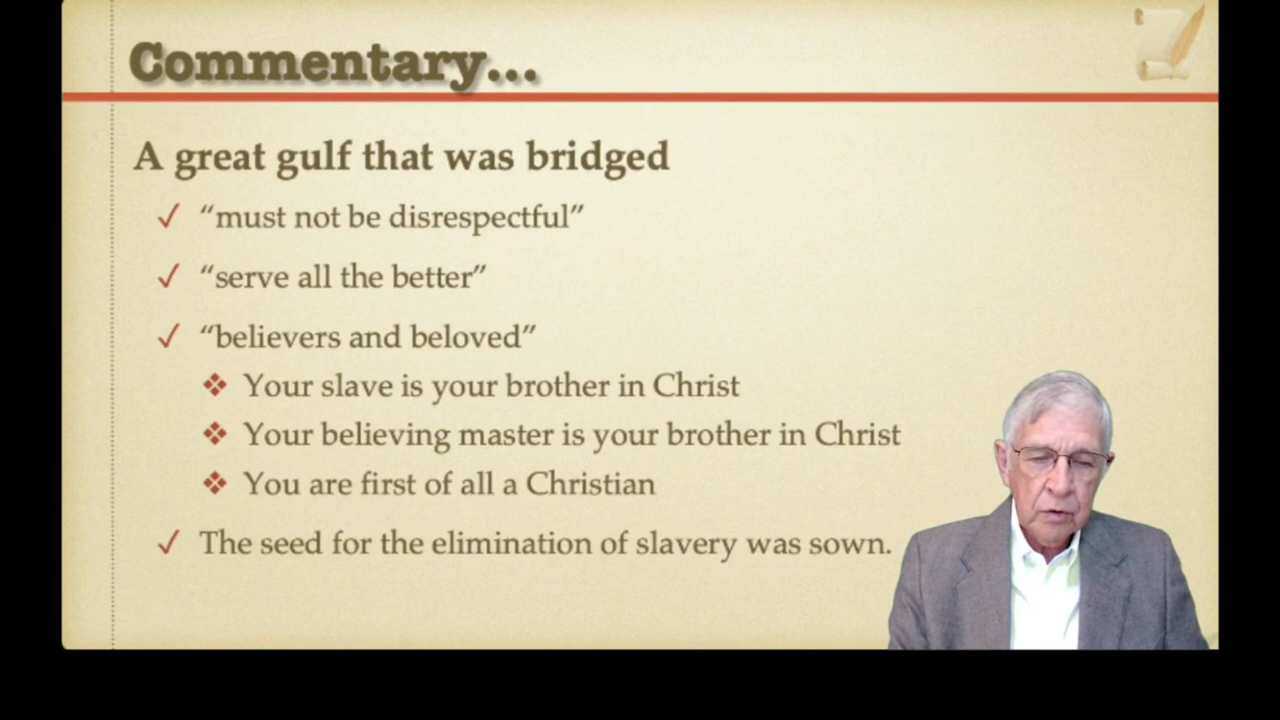 Commentary...
A great gulf that was bridged
✓ “must not be disrespectful”
✓ “serve all the better”
✓ “believers and beloved”
❖ Your slave is your brother in Christ
❖ Your believing master is your brother in Christ
❖ You are first of all a Christian
✓ The seed for the elimination of slavery was sown.